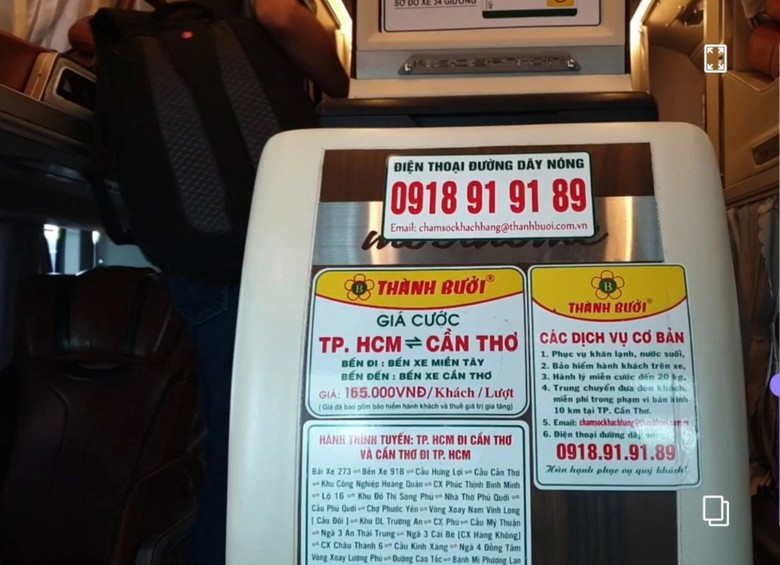 SƠ ĐỒ XE 34 GIƯỜNG
ĐIỆN THOẠI ĐƯỜNG DÂY NÓNG
0918 91 91 89
Email: chamsockhachhang@thanhbuoi.com.vn
B THÀNH BƯỞI®
GIÁ CƯỚC
TP. HCM ⇌ CẦN THƠ
BẾN ĐI : BẾN XE MIỀN TÂY
BẾN ĐẾN : BẾN XE CẦN THƠ
GIÁ: 165.000VNĐ/Khách/Lượt
( Giá đã bao gồm bảo hiểm hành khách và thuế giá trị gia tăng )
B
THÀNH BƯỞI®
CÁC DỊCH VỤ CƠ BẢN
1. Phục vụ khăn lạnh, nước suối,
2. Bảo hiểm hành khách trên xe,
3. Hành lý miễn cước đến 20 kg,
4. Trung chuyển đưa đón khách,
miễn phí trong phạm vi bán kính
10 km tại TP. Cần Thơ.
5. Email: chamsockhachhang@thanhbuoi.com.vn
6. Điện thoại đường dây nóng
0918.91.91.89
Hân hạnh phục vụ quý khách!
HÀNH TRÌNH TUYẾN: TP. HCM ĐI CẦN THƠ
VÀ CẦN THƠ ĐI TP. HCM
Bãi Xe 273 ⇌ Bến Xe 91B ⇌ Cầu Hưng Lợi ⇌ Cầu Cần Thơ
⇌ Khu Công Nghiệp Hoàng Quân ⇌ CX Phúc Thịnh Bình Minh
⇌ Lộ 16 ⇌ Khu Đô Thị Song Phú ⇌ Nhà Thờ Phú Quới ⇌
Cầu Phú Quới ⇌ Chợ Phước Yên ⇌ Vòng Xoay Nam Vĩnh Long
[ Cầu Đôi ] ⇌ Khu DL Trường An ⇌ CX Phú ⇌ Cầu Mỹ Thuận
⇌ Ngã 3 An Thái Trung ⇌ Ngã 3 Cái Bè (CX Hàng Không)
⇌ CX Châu Thành 6 ⇌ Cầu Kinh Xáng ⇌ Ngã 4 Đồng Tâm
Vòng Xoay Lương Phú ⇌ Đường Cao Tốc ⇌ Bánh Mì Phương Lan